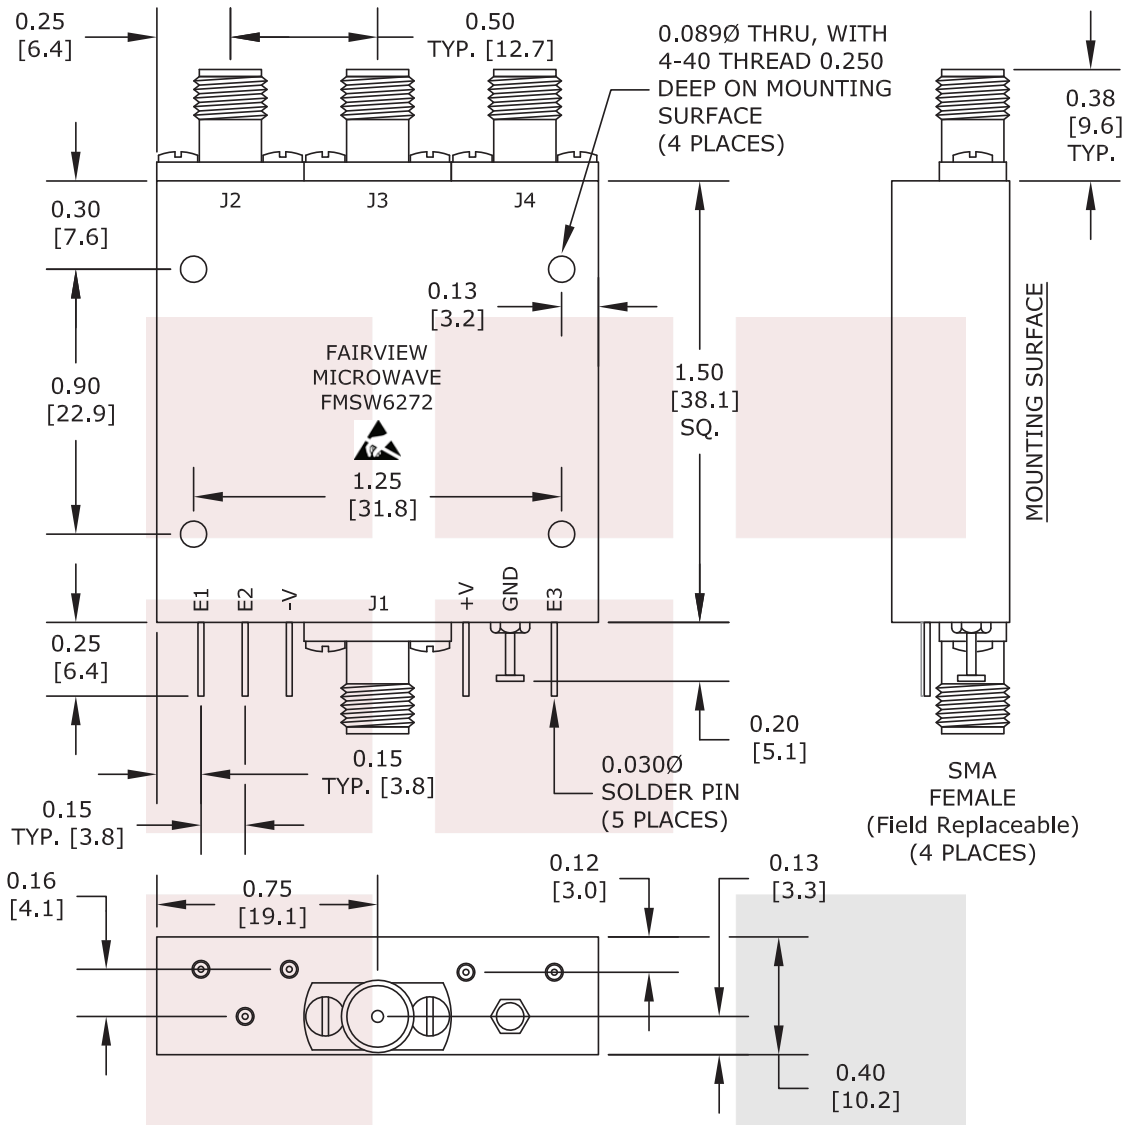 0.25
[6.4]
0.50
TYP. [12.7]
0.089Ø THRU, WITH
4-40 THREAD 0.250
DEEP ON MOUNTING
SURFACE
(4 PLACES)
0.38
[9.6]
TYP.
J2
J3
J4
0.30
[7.6]
0.13
[3.2]
MOUNTING SURFACE
FAIRVIEW
MICROWAVE
FMSW6272
0.90
[22.9]
1.50
[38.1]
SQ.
1.25
[31.8]
E1
E2
-V
J1
+V
GND
E3
0.25
[6.4]
0.20
[5.1]
0.15
TYP. [3.8]
0.030Ø
SOLDER PIN
(5 PLACES)
SMA
FEMALE
(Field Replaceable)
(4 PLACES)
0.15
TYP. [3.8]
0.16
[4.1]
0.75
[19.1]
0.12
[3.0]
0.13
[3.3]
0.40
[10.2]